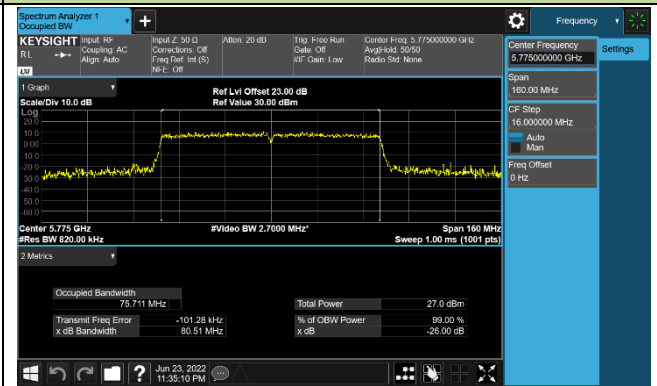 Spectrum Analyzer 1
Occupied BW
Frequency
KEYSIGHT
RL
LXI
Input: RF
Coupling: AC
Align: Auto
Input Z: 50 Ω
Corrections: Off
Freq Ref: Int (S)
NFE: Off
Atten: 20 dB
Trig: Free Run
Gate: Off
#IF Gain: Low
Center Freq: 5.775000000 GHz
Avg|Hold: 50/50
Radio Std: None
Center Frequency
5.775000000 GHz
Settings
Span
160.00 MHz
CF Step
16.000000 MHz
Auto
Man
Freq Offset
0 Hz
1 Graph
Scale/Div 10.0 dB
Ref Lvl Offset 23.00 dB
Ref Value 30.00 dBm
Log
20.0
10.0
0.00
-10.0
-20.0
-30.0
-40.0
-50.0
-60.0
Center 5.775 GHz
#Video BW 2.7000 MHz*
Span 160 MHz
#Res BW 820.00 kHz
Sweep 1.00 ms (1001 pts)
2 Metrics
Occupied Bandwidth
75.711 MHz
Total Power
27.0 dBm
Transmit Freq Error
-101.28 kHz
% of OBW Power
99.00 %
x dB Bandwidth
80.51 MHz
x dB
-26.00 dB
?
Jun 23, 2022
11:35:10 PM